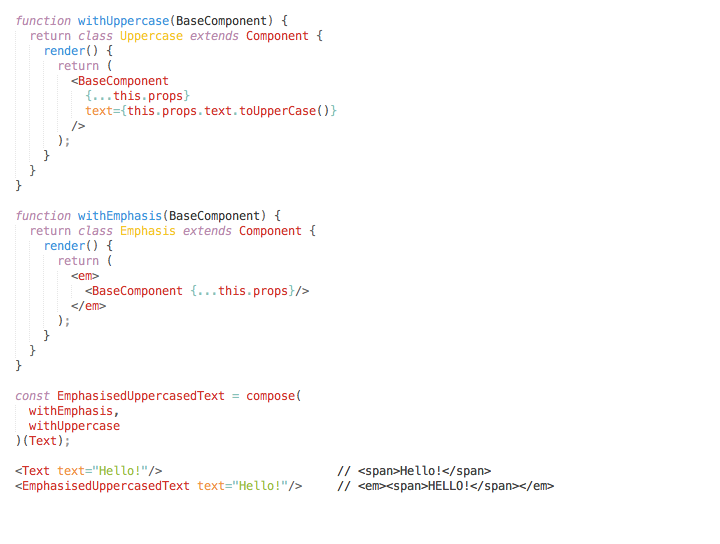 function withUppercase(BaseComponent) {
  return class Uppercase extends Component {
    render() {
      return (
        <BaseComponent
          {...this.props}
          text={this.props.text.toUpperCase()}
        />
      );
    }
  }
}

function withEmphasis(BaseComponent) {
  return class Emphasis extends Component {
    render() {
      return (
        <em>
          <BaseComponent {...this.props}/>
        </em>
      );
    }
  }
}

const EmphasisedUppercasedText = compose(
  withEmphasis,
  withUppercase
)(Text);

<Text text="Hello!"/>                         // <span>Hello!</span>
<EmphasisedUppercasedText text="Hello!"/>     // <em><span>HELLO!</span></em>